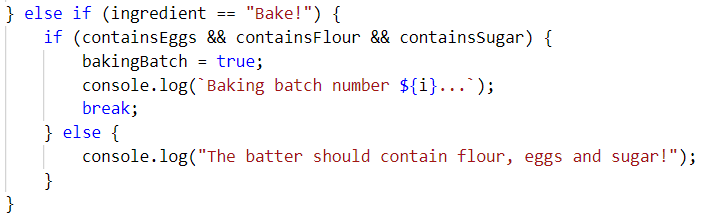 } else if (ingredient == "Bake!") {
    if (containsEggs && containsFlour && containsSugar) {
        bakingBatch = true;
        console.log(`Baking batch number ${i}...`);
        break;
    } else {
        console.log("The batter should contain flour, eggs and sugar!");
    }
}